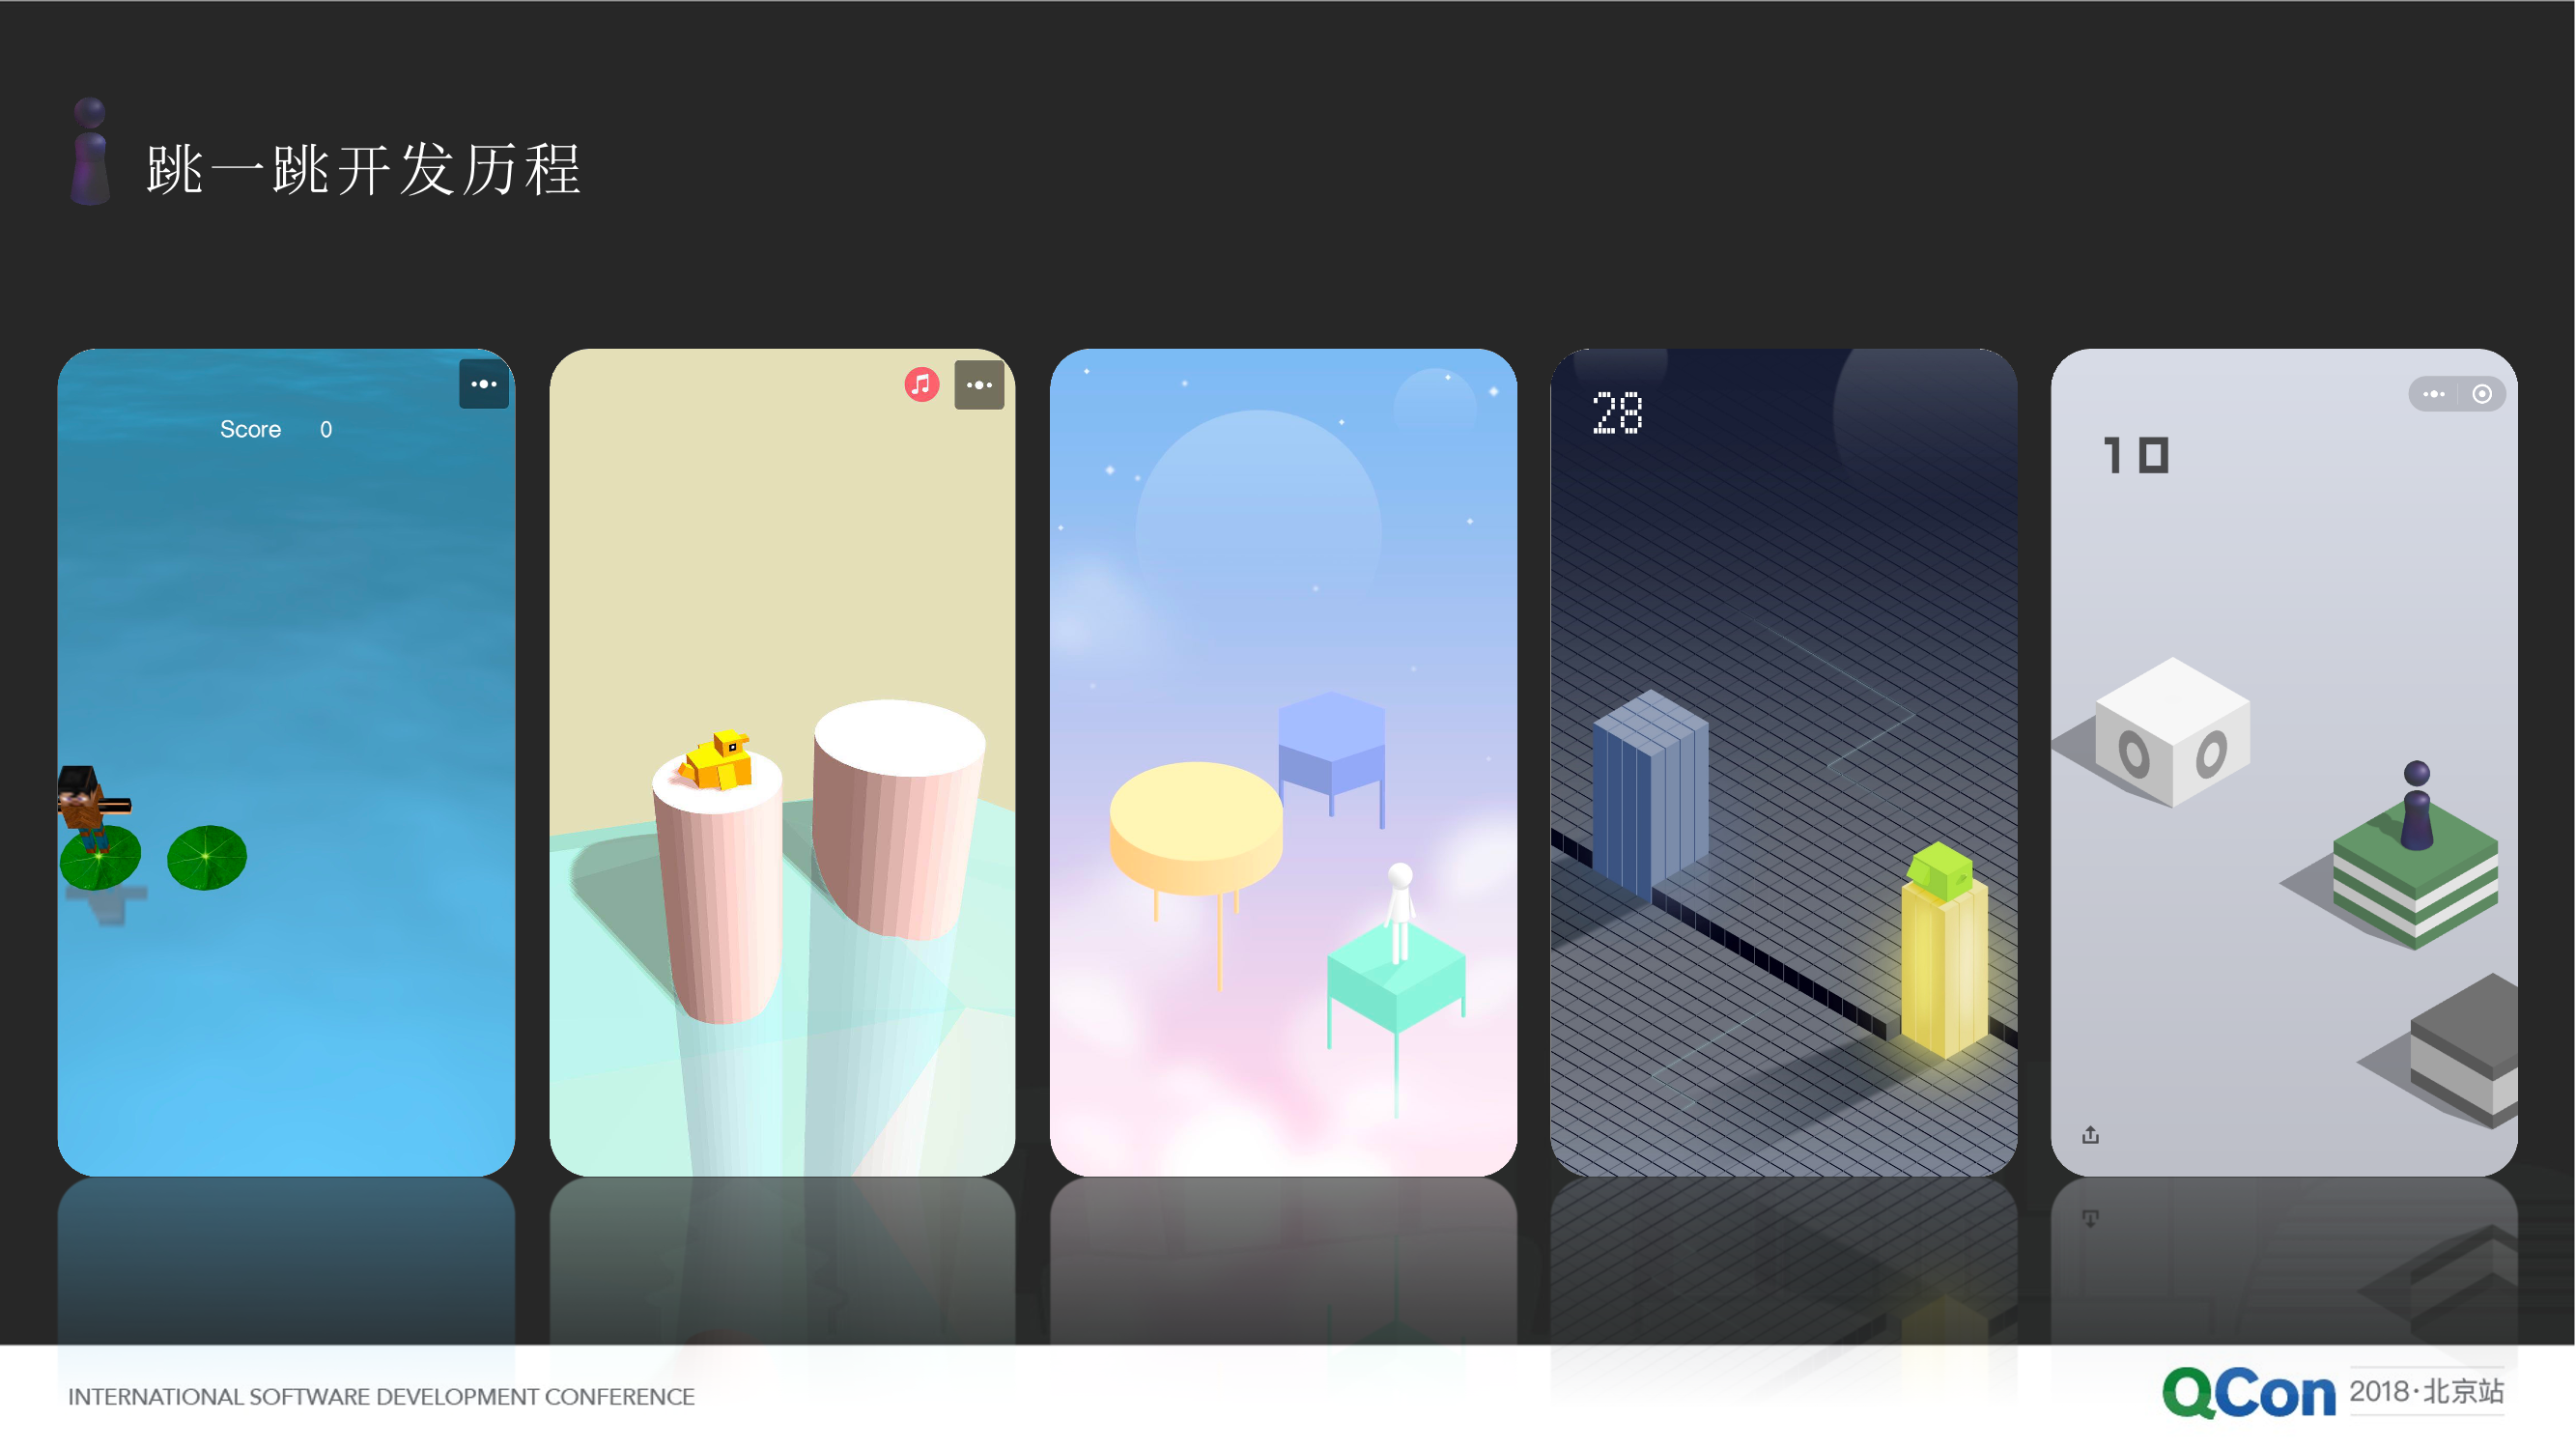 跳一跳开发历程
Score 0
28
10
INTERNATIONAL SOFTWARE DEVELOPMENT CONFERENCE
QCon 2018·北京站